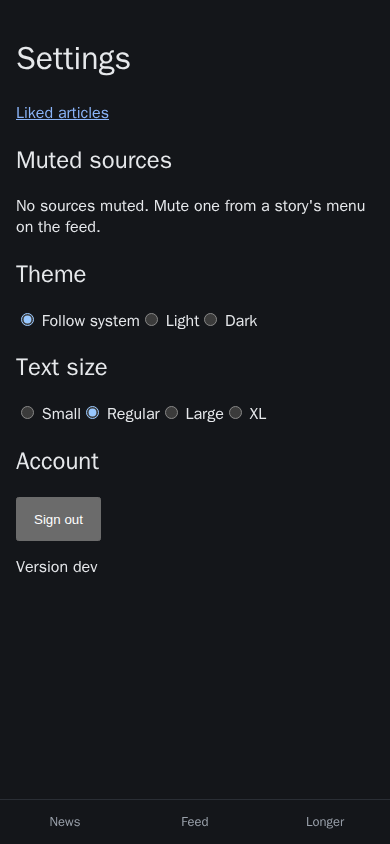 Settings
Liked articles
Muted sources
No sources muted. Mute one from a story's menu
on the feed.
Theme
Follow system Light Dark
Text size
Small Regular Large XL
Account
Sign out
Version dev
News Feed Longer